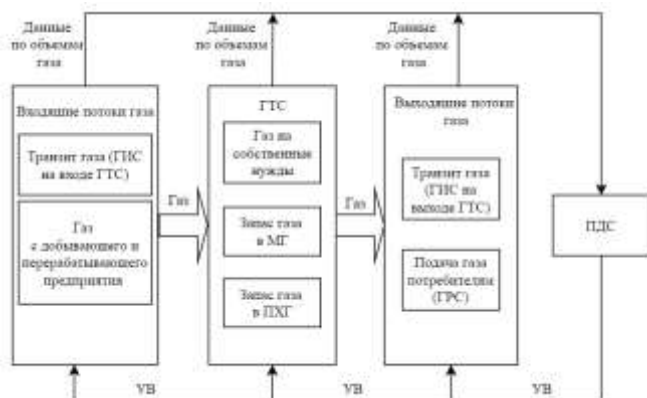 Данные
по объемам
газа
Данные
по объемам
газа
Данные
по объемам
газа
Входящие потоки газа
Транзит газа (ГИС
на входе ГТС)
Газ
с добывающего и
перерабатывающего
предприятия
Газ
ГТС
Газ на
собственные
нужды
Запас газа
в МГ
Запас газа
в ПХГ
Газ
Выходящие потоки
газа
Транзит газа
(ГИС на
выходе ГТС)
Подача газа
потребителям
(ГРС)
ПДС
УВ
УВ
УВ